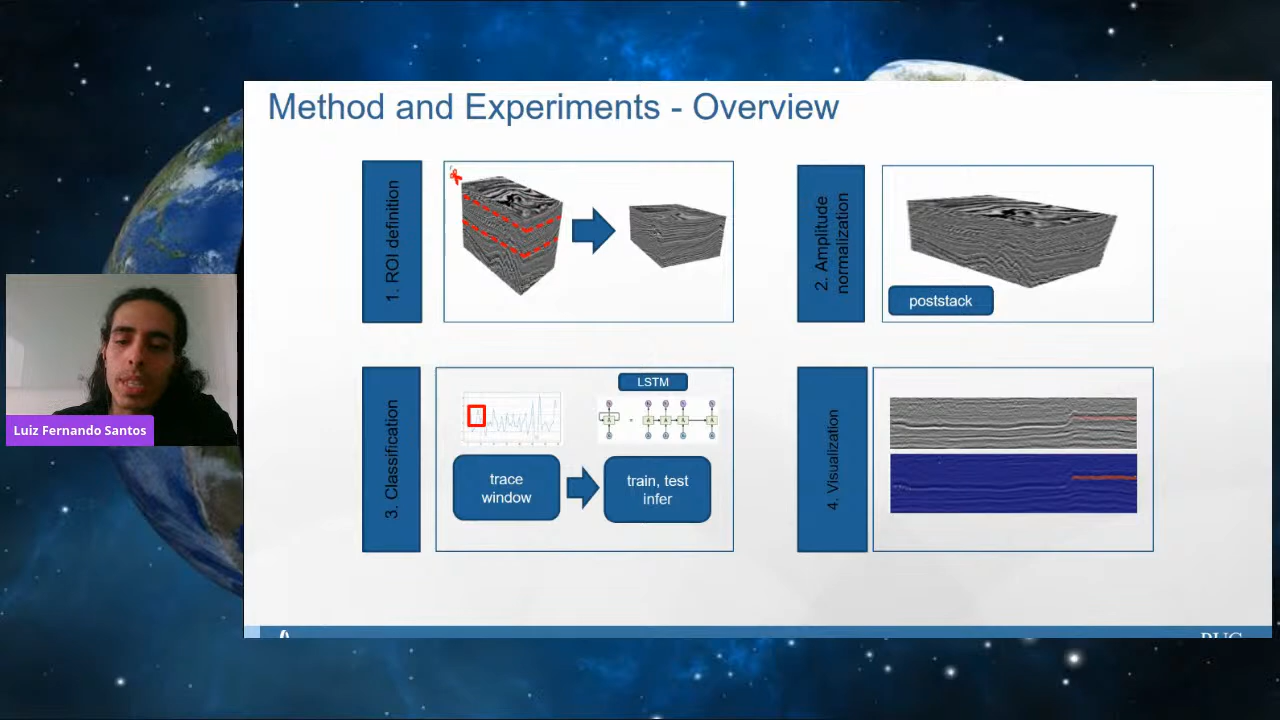 Method and Experiments - Overview
1. ROI definition
2. Amplitude
normalization
poststack
3. Classification
LSTM
trace
window
train, test
infer
4. Visualization
Luiz Fernando Santos